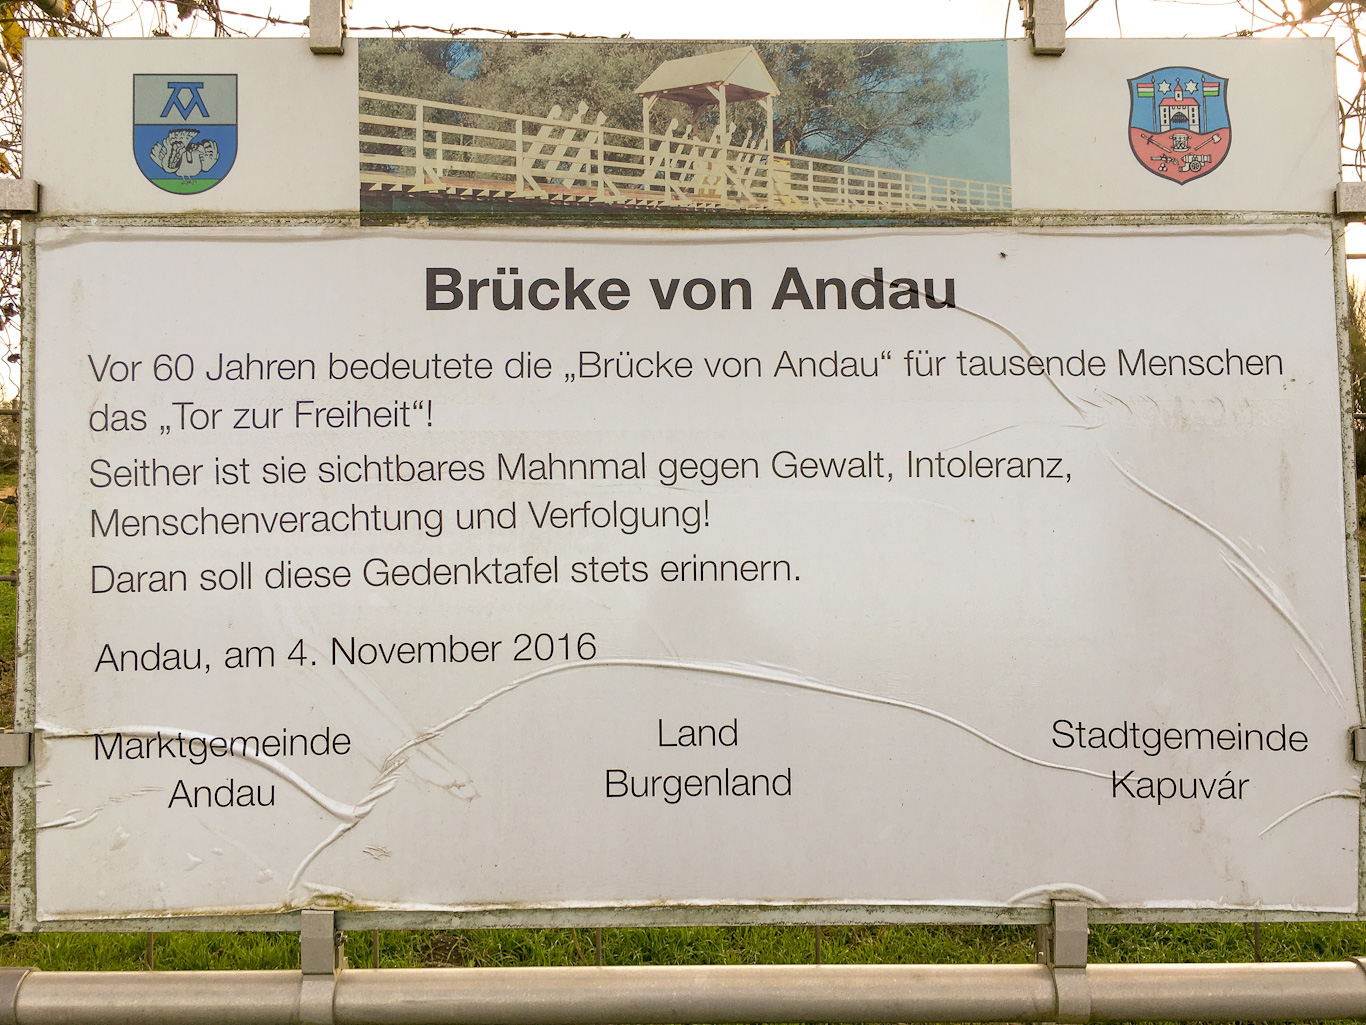 Brücke von Andau
Vor 60 Jahren bedeutete die „Brücke von Andau“ für tausende Menschen
das „Tor zur Freiheit“!
Seither ist sie sichtbares Mahnmal gegen Gewalt, Intoleranz,
Menschenverachtung und Verfolgung!
Daran soll diese Gedenktafel stets erinnern.
Andau, am 4. November 2016
Marktgemeinde
Andau
Land
Burgenland
Stadtgemeinde
Kapuvár